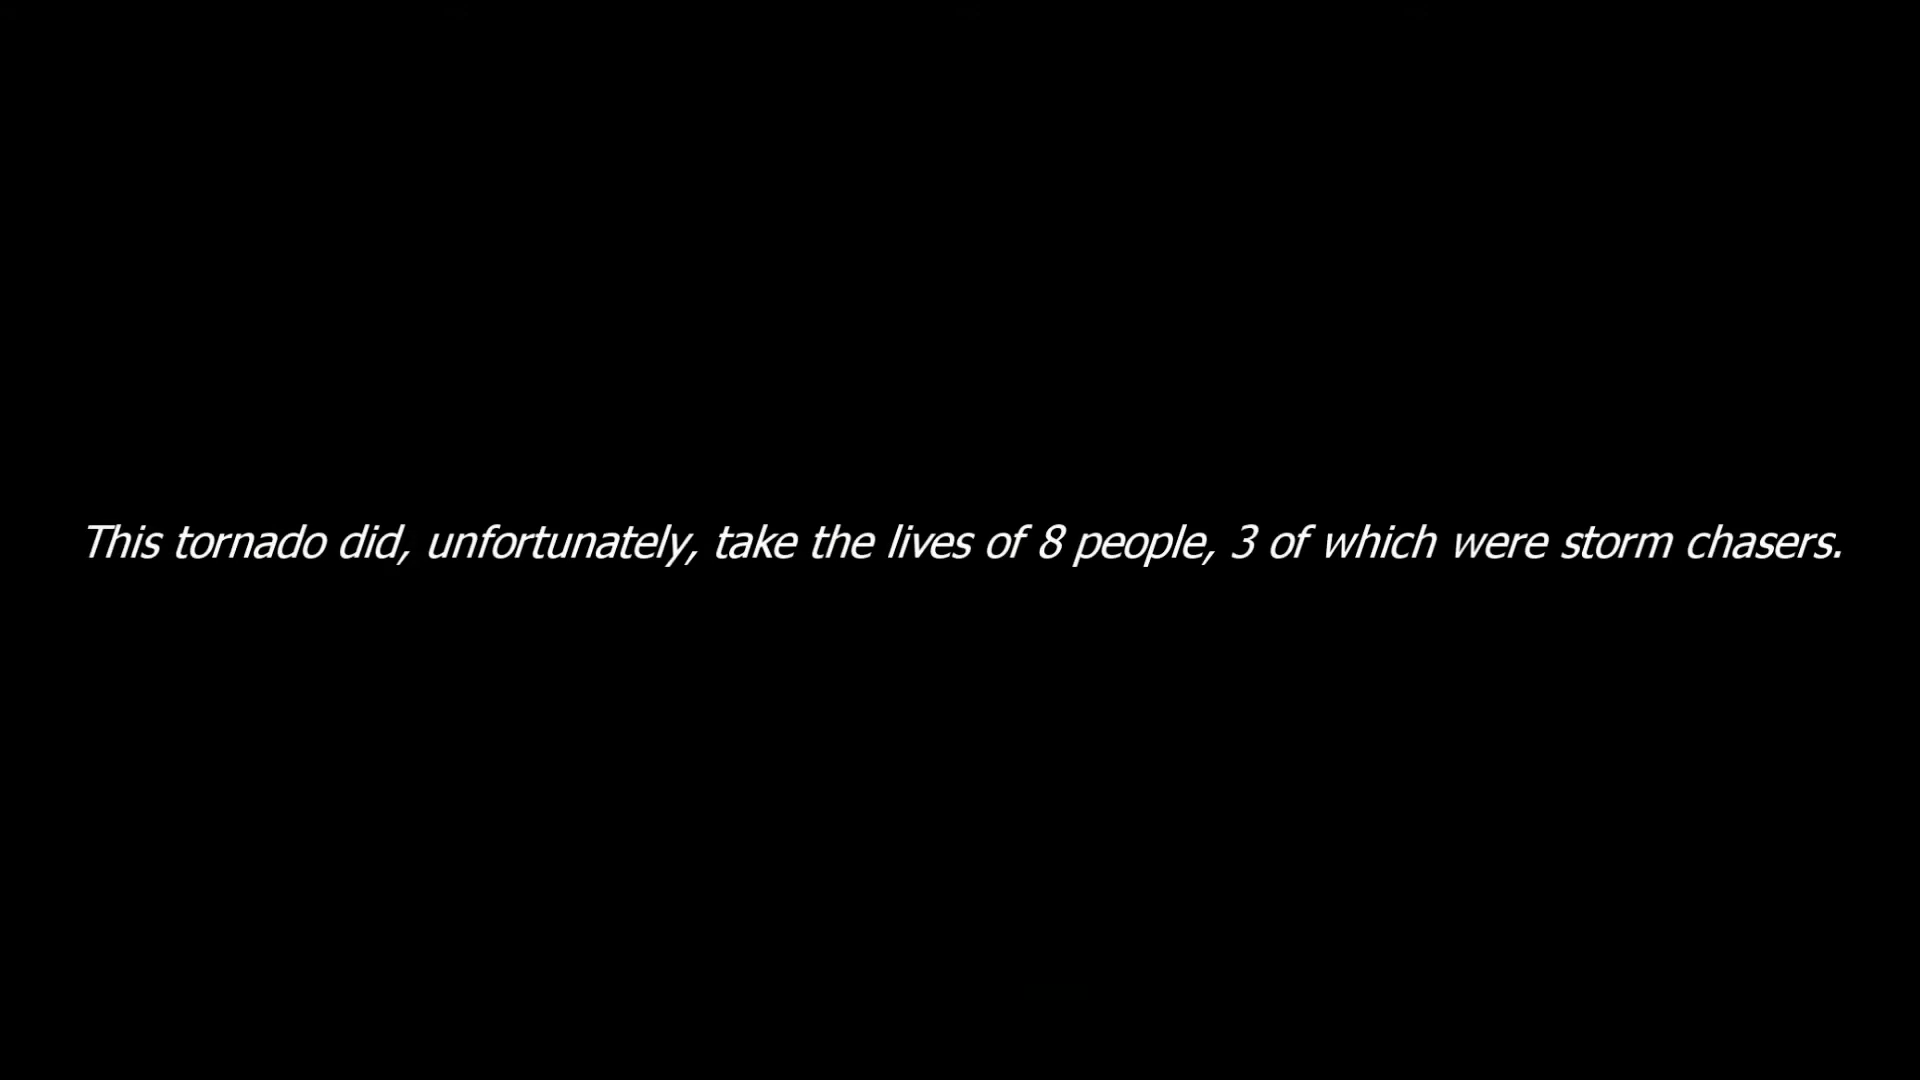 This tornado did, unfortunately, take the lives of 8 people, 3 of which were storm chasers.